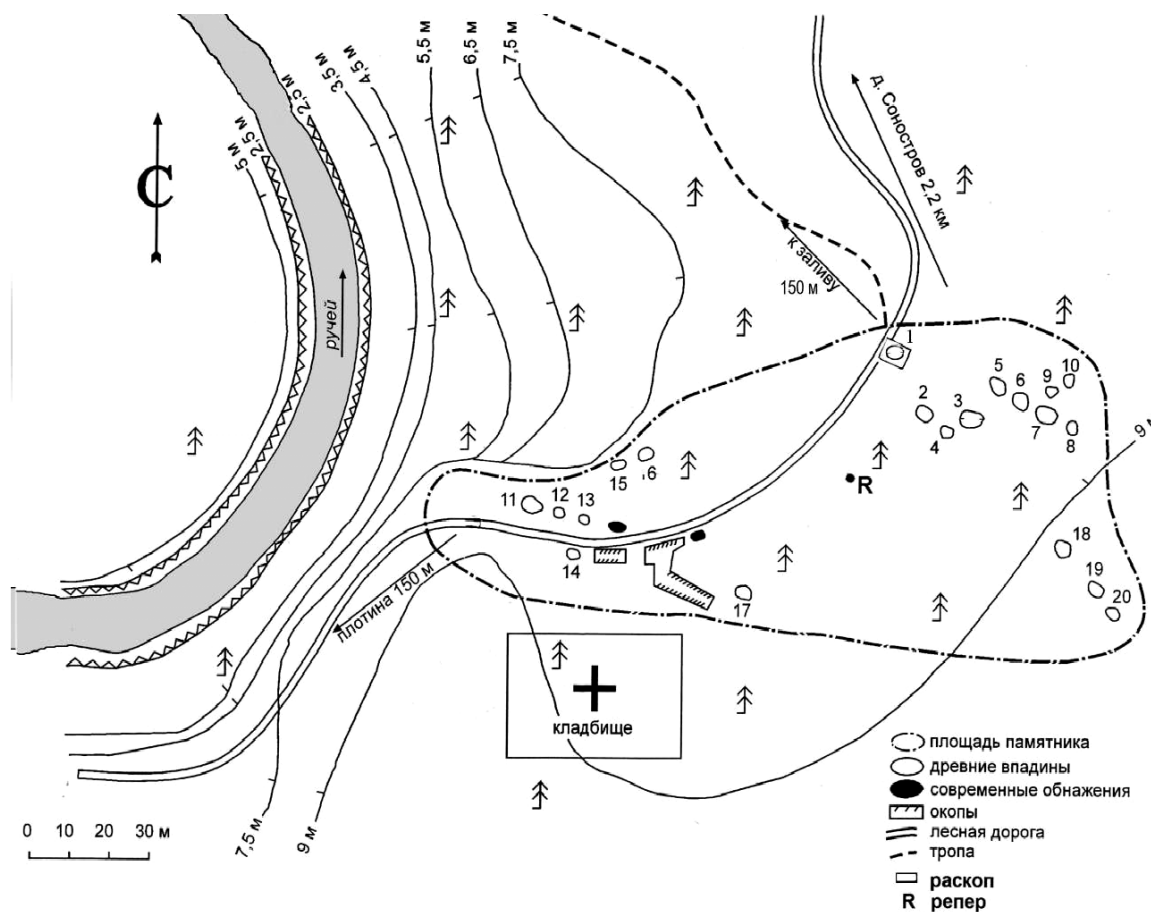 5,5 м
6,5 м
7,5 м
4,5 м
3,5 м
2,5 м
2,5 м
5 м
С
д. Соностров 2,2 км
к заливу
150 м
ручей
1
5
6
9
10
2
3
4
7
8
9 м
15
6
11
12
13
R
14
17
18
19
20
плотина 150 м
кладбище
7,5 м
9 м
0 10 20 30 м
площадь памятника
древние впадины
современные обнажения
окопы
лесная дорога
тропа
раскоп
R репер